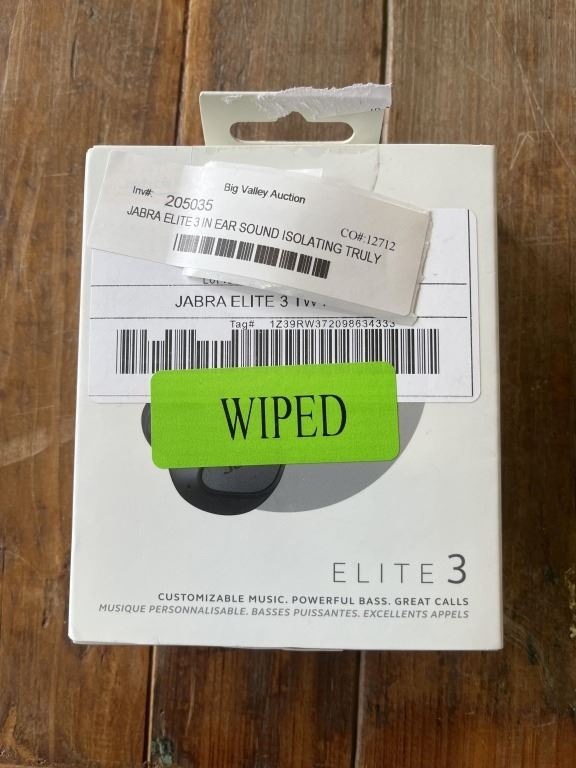 Big Valley Auction
Inv#: 205035
CO#:12712
JABRA ELITE 3 IN EAR SOUND ISOLATING TRULY
JABRA ELITE 3 TW
Tag# 1Z39RW372098634333
WIPED
ELITE 3
CUSTOMIZABLE MUSIC. POWERFUL BASS. GREAT CALLS
MUSIQUE PERSONNALISABLE. BASSES PUISSANTES. EXCELLENTS APPELS